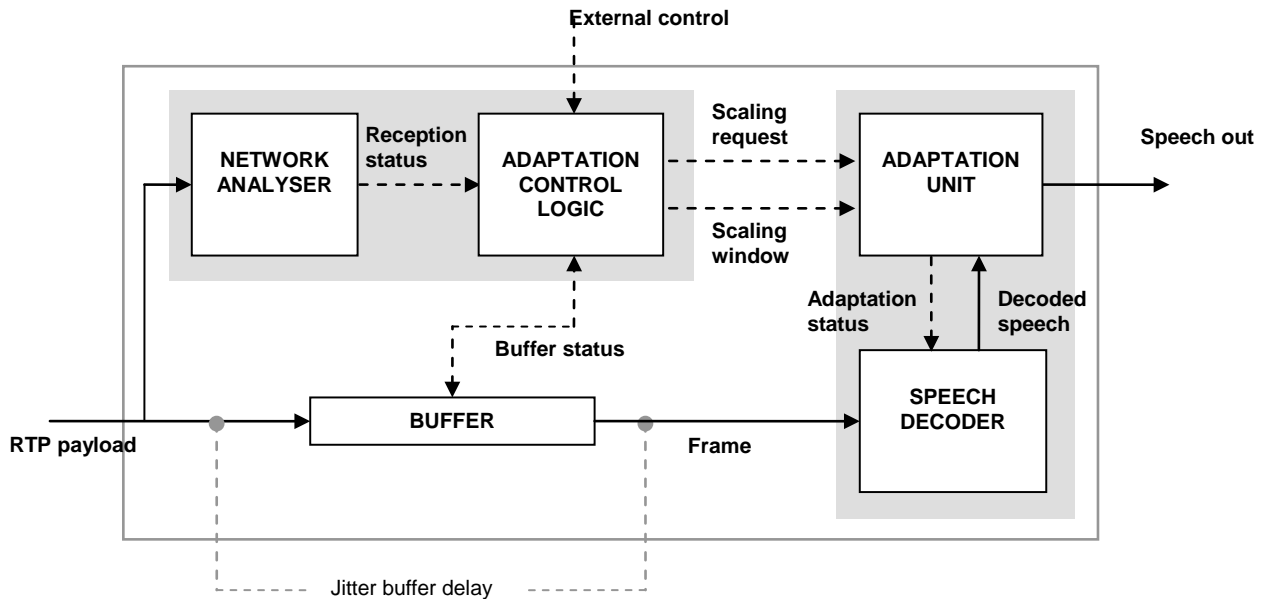 External control
NETWORK
ANALYSER
Reception
status
ADAPTATION
CONTROL
LOGIC
Scaling
request
Scaling
window
ADAPTATION
UNIT
Speech out
Adaptation
status
Decoded
speech
Buffer status
BUFFER
SPEECH
DECODER
RTP payload
Frame
Jitter buffer delay